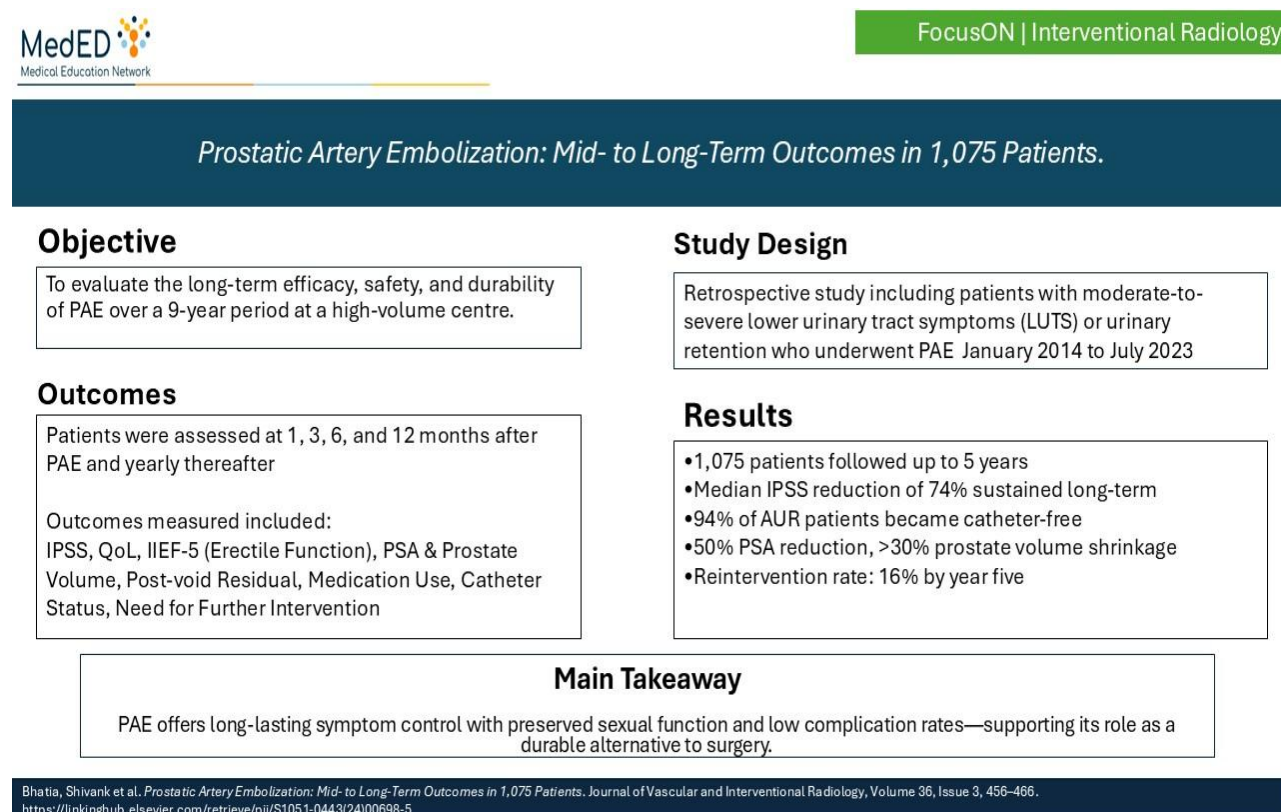 MedED
Medical Education Network
FocusON | Interventional Radiology
Prostatic Artery Embolization: Mid- to Long-Term Outcomes in 1,075 Patients.
Objective
To evaluate the long-term efficacy, safety, and durability
of PAE over a 9-year period at a high-volume centre.
Outcomes
Patients were assessed at 1, 3, 6, and 12 months after
PAE and yearly thereafter
Outcomes measured included:
IPSS, QoL, IIEF-5 (Erectile Function), PSA & Prostate
Volume, Post-void Residual, Medication Use, Catheter
Status, Need for Further Intervention
Study Design
Retrospective study including patients with moderate-to-
severe lower urinary tract symptoms (LUTS) or urinary
retention who underwent PAE January 2014 to July 2023
Results
•1,075 patients followed up to 5 years
•Median IPSS reduction of 74% sustained long-term
•94% of AUR patients became catheter-free
•50% PSA reduction, >30% prostate volume shrinkage
•Reintervention rate: 16% by year five
Main Takeaway
PAE offers long-lasting symptom control with preserved sexual function and low complication rates—supporting its role as a
durable alternative to surgery.
Bhatia, Shivank et al. Prostatic Artery Embolization: Mid- to Long-Term Outcomes in 1,075 Patients. Journal of Vascular and Interventional Radiology, Volume 36, Issue 3, 456–466.
https://linkinghub.elsevier.com/retrieve/pii/S1051-0443(24)00698-5